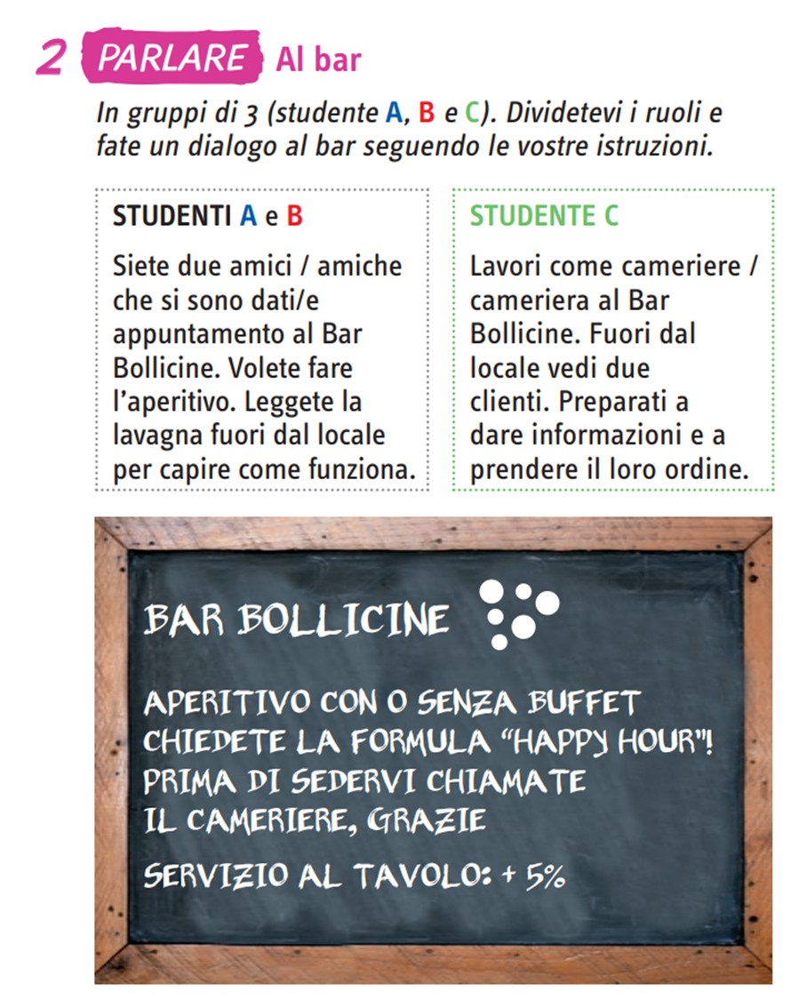 2 PARLARE Al bar
In gruppi di 3 (studente A, B e C). Dividetevi i ruoli e
fate un dialogo al bar seguendo le vostre istruzioni.
STUDENTI A e B
Siete due amici / amiche
che si sono dati/e
appuntamento al Bar
Bollicine. Volete fare
l’aperitivo. Leggete la
lavagna fuori dal locale
per capire come funziona.
STUDENTE C
Lavori come cameriere /
cameriera al Bar
Bollicine. Fuori dal
locale vedi due
clienti. Preparati a
dare informazioni e a
prendere il loro ordine.
BAR BOLLICINE
APERITIVO CON O SENZA BUFFET
CHIEDETE LA FORMULA “HAPPY HOUR”!
PRIMA DI SEDERVI CHIAMATE
IL CAMERIERE, GRAZIE
SERVIZIO AL TAVOLO: + 5%